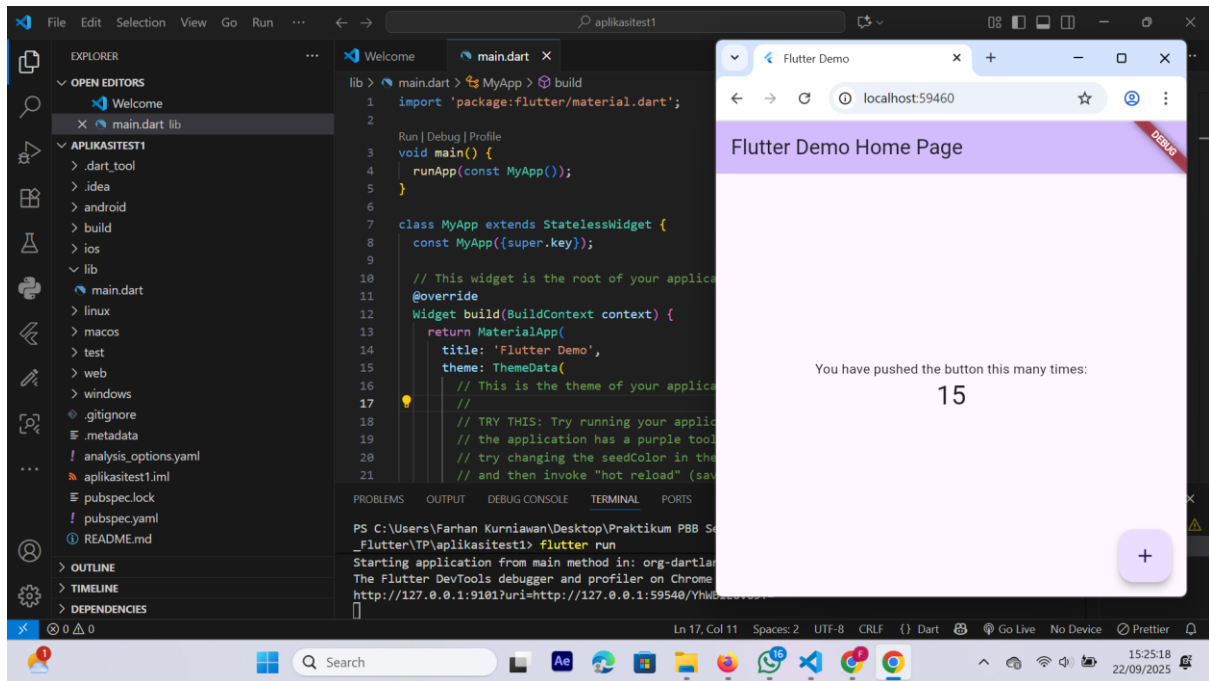 File Edit Selection View Go Run ··· aplikasitest1
EXPLORER ···
OPEN EDITORS
Welcome
main.dart lib
APLIKASITEST1
.dart_tool
.idea
android
build
ios
lib
main.dart
linux
macos
test
web
windows
.gitignore
.metadata
analysis_options.yaml
aplikasitest1.iml
pubspec.lock
pubspec.yaml
README.md
OUTLINE
TIMELINE
DEPENDENCIES
Welcome main.dart
lib > main.dart > MyApp > build
1 import 'package:flutter/material.dart';
2
Run | Debug | Profile
3 void main() {
4 runApp(const MyApp());
5 }
6
7 class MyApp extends StatelessWidget {
8 const MyApp({super.key});
9
10 // This widget is the root of your applica
11 @override
12 Widget build(BuildContext context) {
13 return MaterialApp(
14 title: 'Flutter Demo',
15 theme: ThemeData(
16 // This is the theme of your applica
17 //
18 // TRY THIS: Try running your applic
19 // the application has a purple tool
20 // try changing the seedColor in the
21 // and then invoke "hot reload" (sav
PROBLEMS OUTPUT DEBUG CONSOLE TERMINAL PORTS
PS C:\Users\Farhan Kurniawan\Desktop\Praktikum PBB Se
_Flutter\TP\aplikasitest1> flutter run
Starting application from main method in: org-dartlan
The Flutter DevTools debugger and profiler on Chrome
Flutter Demo
localhost:59460
Flutter Demo Home Page
DEBUG
You have pushed the button this many times:
15
+
0 0 Ln 17, Col 11 Spaces: 2 UTF-8 CRLF {} Dart Go Live No Device Prettier
1 Search Ae 16 F 15:25:18
22/09/2025